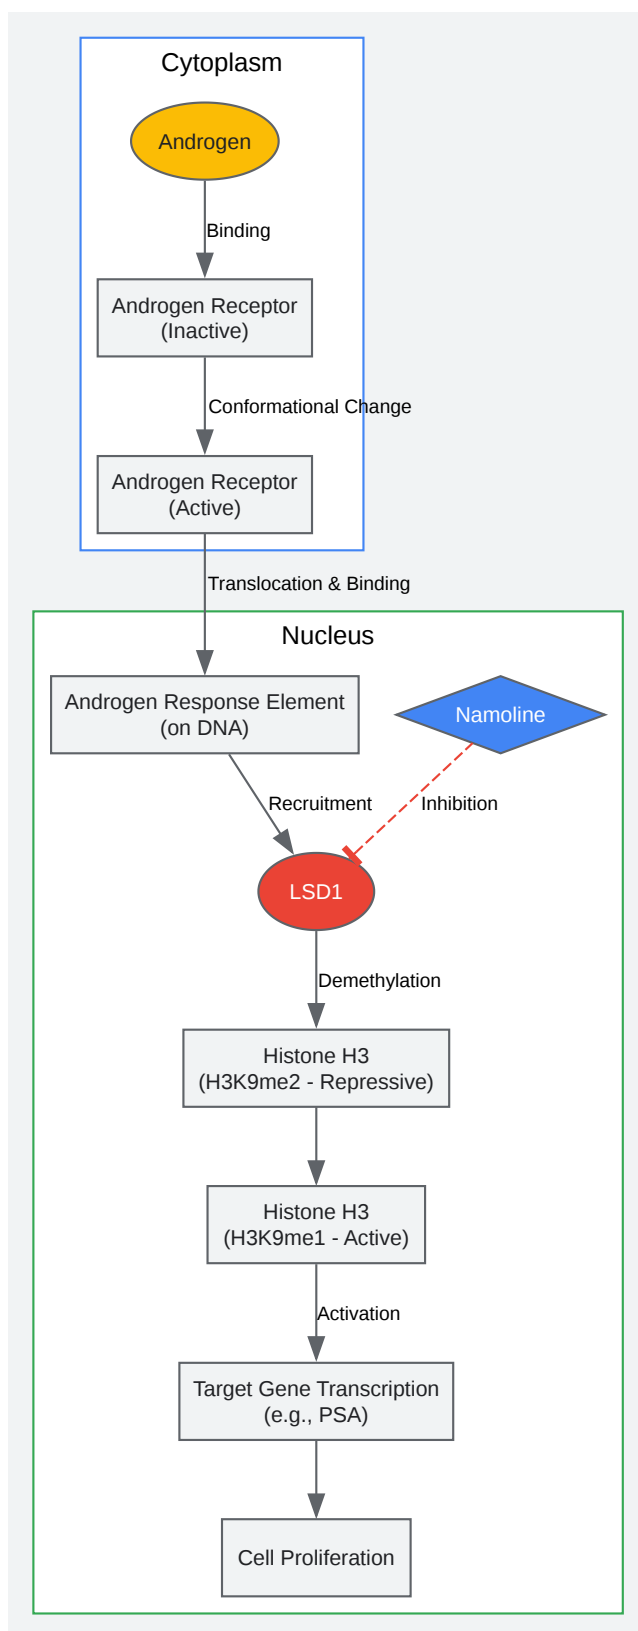 Cytoplasm
Androgen
Binding
Androgen Receptor
(Inactive)
Conformational Change
Androgen Receptor
(Active)
Translocation & Binding
Nucleus
Androgen Response Element
(on DNA)
Namoline
Recruitment
Inhibition
LSD1
Demethylation
Histone H3
(H3K9me2 - Repressive)
Histone H3
(H3K9me1 - Active)
Activation
Target Gene Transcription
(e.g., PSA)
Cell Proliferation